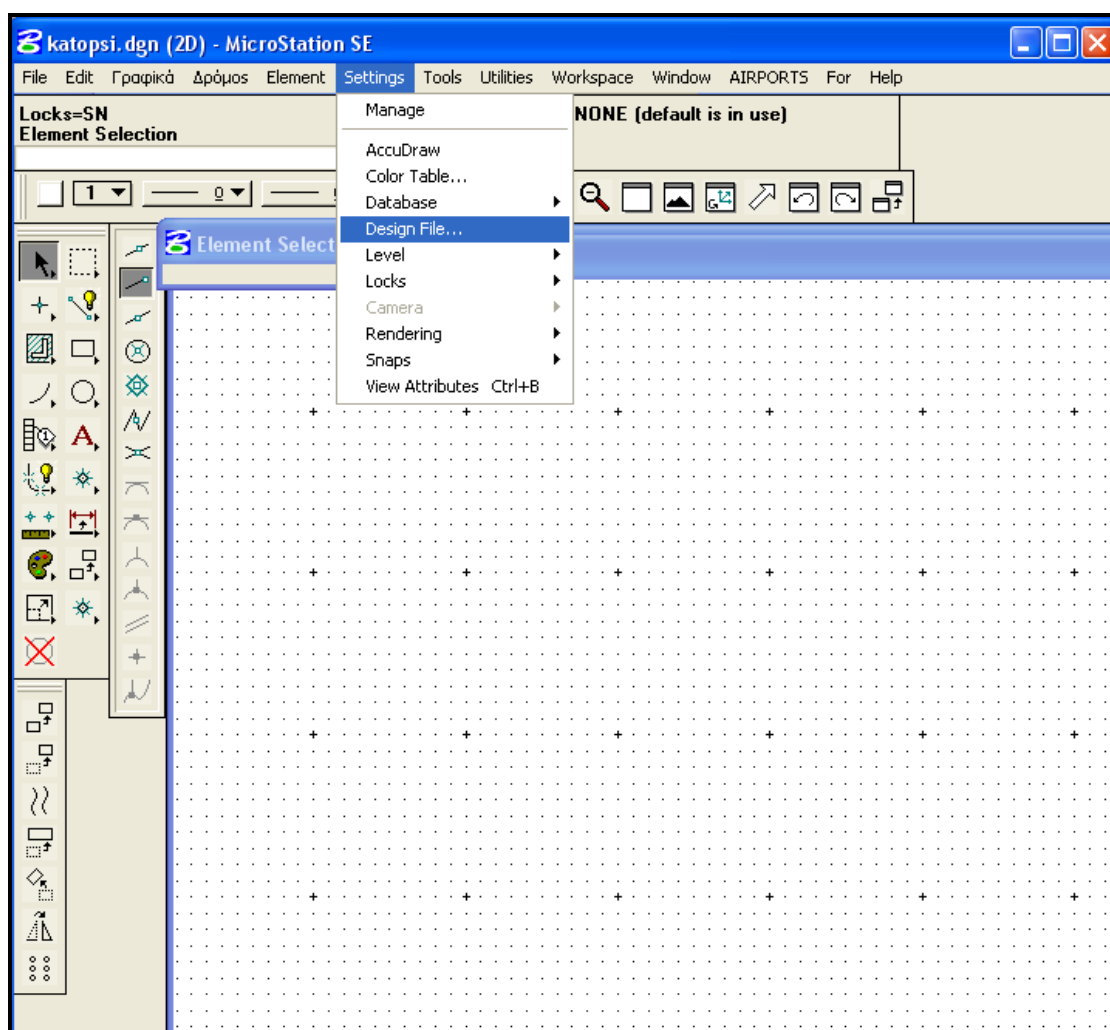 katopsi.dgn (2D) - MicroStation SE
File Edit Γραφικά Δρόμος Element Settings Tools Utilities Workspace Window AIRPORTS For Help
Locks=SN
NONE (default is in use)
Element Selection
1 0
Element Select
Manage
AccuDraw
Color Table...
Database
Design File...
Level
Locks
Camera
Rendering
Snaps
View Attributes Ctrl+B